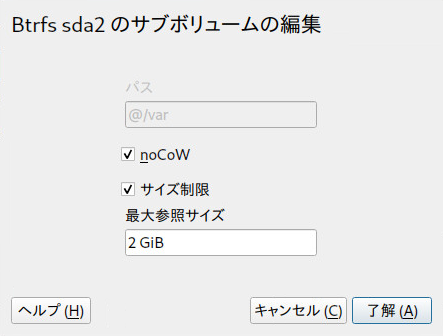 Btrfs sda2 のサブボリュームの編集
パス
@/var
noCoW
サイズ制限
最大参照サイズ
2 GiB
ヘルプ (H) キャンセル (C) 了解 (A)